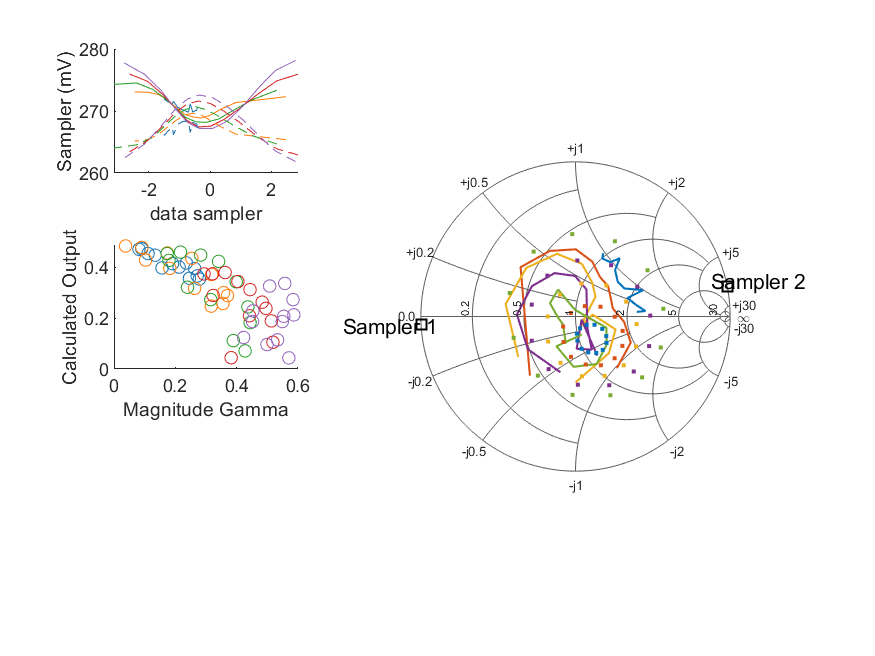 280
270
260
Sampler (mV)
-2
0
2
data sampler
0.4
0.2
0
Calculated Output
0
0.2
0.4
0.6
Magnitude Gamma
+j1
+j0.5
+j2
+j0.2
+j5
Sampler 2
+j30
0.0
0.2
0.5
1
2
5
30
∞
Sampler 1
-j30
-j0.2
-j5
-j0.5
-j2
-j1